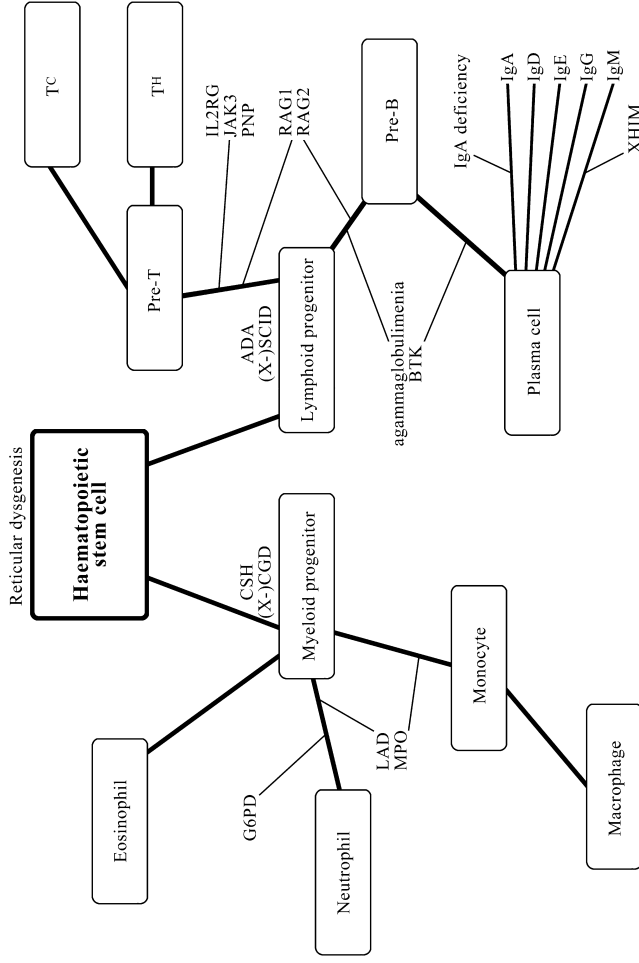 Reticular dysgenesis
Haematopoietic
stem cell
CSH
(X-)CGD
Myeloid progenitor
ADA
(X-)SCID
Lymphoid progenitor
Eosinophil
G6PD
Neutrophil
LAD
MPO
Monocyte
Macrophage
Pre-T
TC
TH
IL2RG
JAK3
PNP
RAG1
RAG2
Pre-B
agammaglobulimenia
BTK
Plasma cell
IgA deficiency
IgA
IgD
IgE
IgG
IgM
XHIM